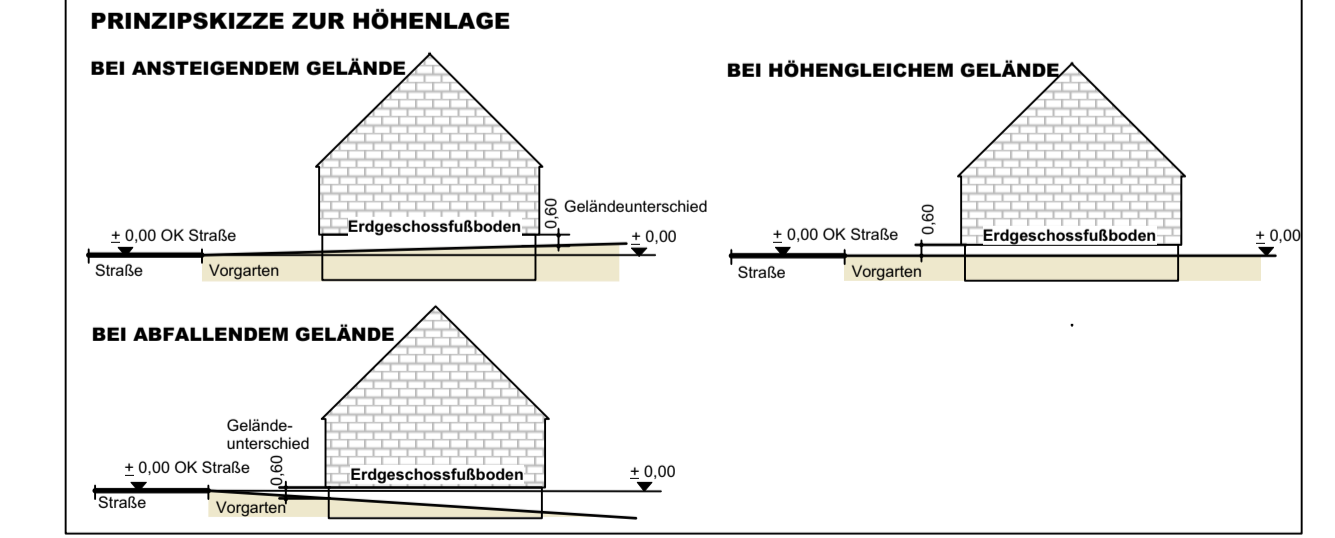 PRINZIPSKIZZE ZUR HÖHENLAGE
BEI ANSTEIGENDEM GELÄNDE
Erdgeschossfußboden
0,60
Geländeunterschied
± 0,00 OK Straße
± 0,00
Straße
Vorgarten
BEI HÖHENGLEICHEM GELÄNDE
0,60
Erdgeschossfußboden
± 0,00 OK Straße
± 0,00
Straße
Vorgarten
BEI ABFALLENDEM GELÄNDE
Gelände-
unterschied
0,60
± 0,00 OK Straße
Erdgeschossfußboden
± 0,00
Straße
Vorgarten